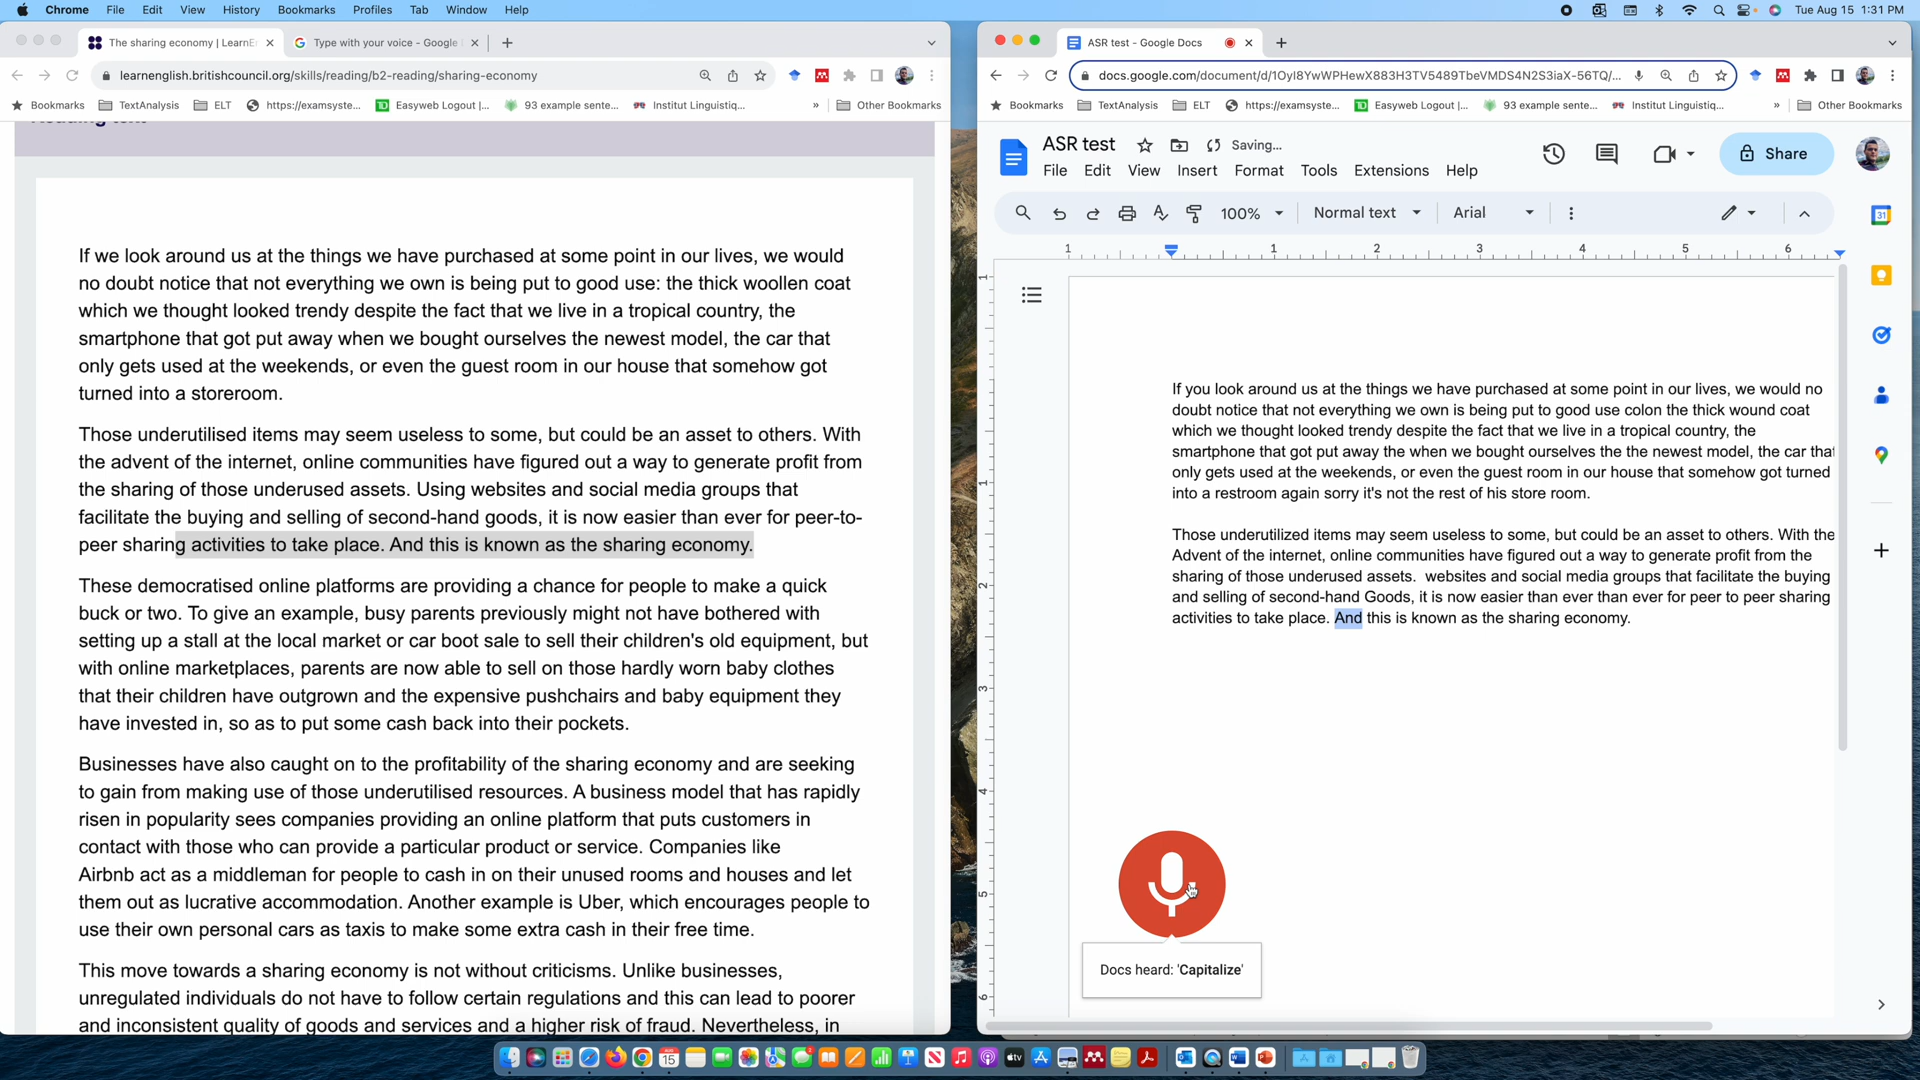 Chrome File Edit View History Bookmarks Profiles Tab Window Help
Tue Aug 15 1:31 PM
The sharing economy | LearnE
Type with your voice - Google
learnenglish.britishcouncil.org/skills/reading/b2-reading/sharing-economy
Bookmarks TextAnalysis ELT https://examsyste... Easyweb Logout |... 93 example sente... Institut Linguistiq... » Other Bookmarks
If we look around us at the things we have purchased at some point in our lives, we would
no doubt notice that not everything we own is being put to good use: the thick woollen coat
which we thought looked trendy despite the fact that we live in a tropical country, the
smartphone that got put away when we bought ourselves the newest model, the car that
only gets used at the weekends, or even the guest room in our house that somehow got
turned into a storeroom.
Those underutilised items may seem useless to some, but could be an asset to others. With
the advent of the internet, online communities have figured out a way to generate profit from
the sharing of those underused assets. Using websites and social media groups that
facilitate the buying and selling of second-hand goods, it is now easier than ever for peer-to-
peer sharing activities to take place. And this is known as the sharing economy.
These democratised online platforms are providing a chance for people to make a quick
buck or two. To give an example, busy parents previously might not have bothered with
setting up a stall at the local market or car boot sale to sell their children's old equipment, but
with online marketplaces, parents are now able to sell on those hardly worn baby clothes
that their children have outgrown and the expensive pushchairs and baby equipment they
have invested in, so as to put some cash back into their pockets.
Businesses have also caught on to the profitability of the sharing economy and are seeking
to gain from making use of those underutilised resources. A business model that has rapidly
risen in popularity sees companies providing an online platform that puts customers in
contact with those who can provide a particular product or service. Companies like
Airbnb act as a middleman for people to cash in on their unused rooms and houses and let
them out as lucrative accommodation. Another example is Uber, which encourages people to
use their own personal cars as taxis to make some extra cash in their free time.
This move towards a sharing economy is not without criticisms. Unlike businesses,
unregulated individuals do not have to follow certain regulations and this can lead to poorer
and inconsistent quality of goods and services and a higher risk of fraud. Nevertheless, in
ASR test - Google Docs
docs.google.com/document/d/1OyI8YwWPHewX883H3TV5489TbeVMDS4N2S3iaX-56TQ/...
Bookmarks TextAnalysis ELT https://examsyste... Easyweb Logout |... 93 example sente... Institut Linguistiq... » Other Bookmarks
ASR test Saving...
File Edit View Insert Format Tools Extensions Help
Share
100% Normal text Arial
1 1 2 3 4 5 6
If you look around us at the things we have purchased at some point in our lives, we would no
doubt notice that not everything we own is being put to good use colon the thick wound coat
which we thought looked trendy despite the fact that we live in a tropical country, the
smartphone that got put away the when we bought ourselves the the newest model, the car that
only gets used at the weekends, or even the guest room in our house that somehow got turned
into a restroom again sorry it's not the rest of his store room.
Those underutilized items may seem useless to some, but could be an asset to others. With the
Advent of the internet, online communities have figured out a way to generate profit from the
sharing of those underused assets. websites and social media groups that facilitate the buying
and selling of second-hand Goods, it is now easier than ever than ever for peer to peer sharing
activities to take place. And this is known as the sharing economy.
Docs heard: 'Capitalize'